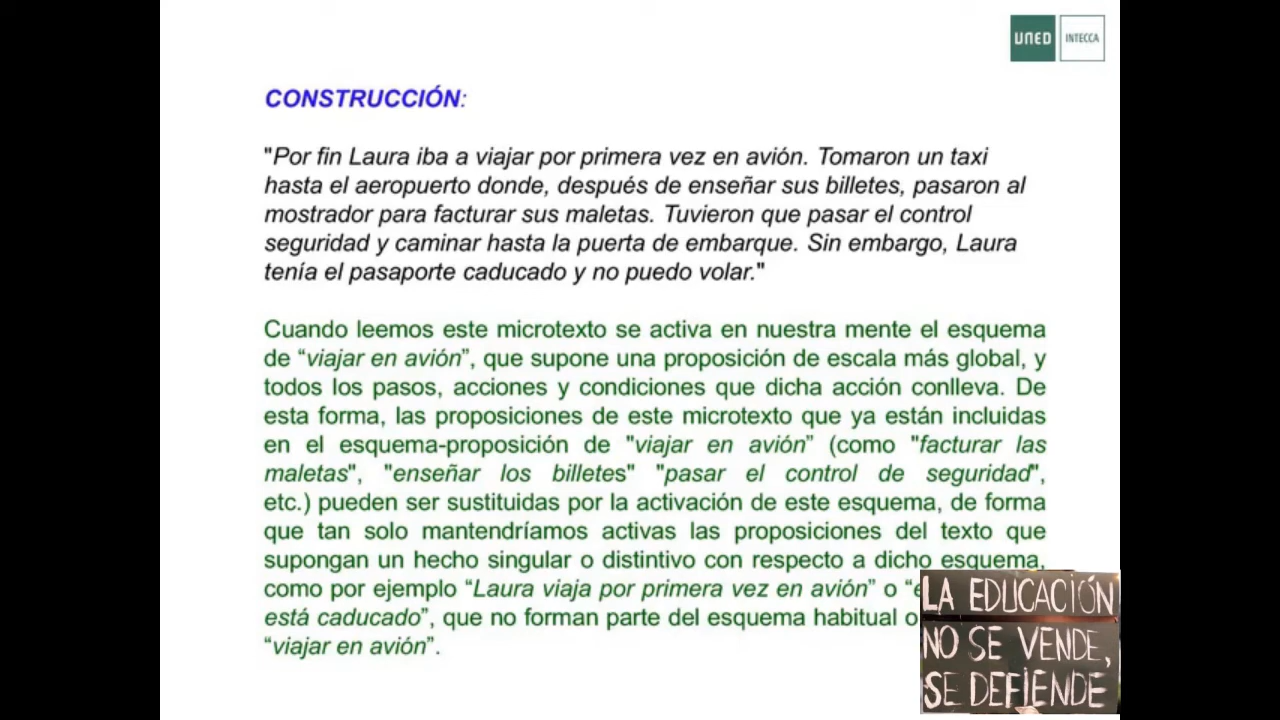 UNED INTECCA
CONSTRUCCIÓN:
"Por fin Laura iba a viajar por primera vez en avión. Tomaron un taxi
hasta el aeropuerto donde, después de enseñar sus billetes, pasaron al
mostrador para facturar sus maletas. Tuvieron que pasar el control
seguridad y caminar hasta la puerta de embarque. Sin embargo, Laura
tenía el pasaporte caducado y no puedo volar."
Cuando leemos este microtexto se activa en nuestra mente el esquema
de “viajar en avión”, que supone una proposición de escala más global, y
todos los pasos, acciones y condiciones que dicha acción conlleva. De
esta forma, las proposiciones de este microtexto que ya están incluidas
en el esquema-proposición de "viajar en avión” (como "facturar las
maletas", "enseñar los billetes" "pasar el control de seguridad",
etc.) pueden ser sustituidas por la activación de este esquema, de forma
que tan solo mantendríamos activas las proposiciones del texto que
supongan un hecho singular o distintivo con respecto a dicho esquema,
como por ejemplo “Laura viaja por primera vez en avión” o
está caducado”, que no forman parte del esquema habitual
“viajar en avión”.
LA EDUCACIÓN
NO SE VENDE,
SE DEFIENDE